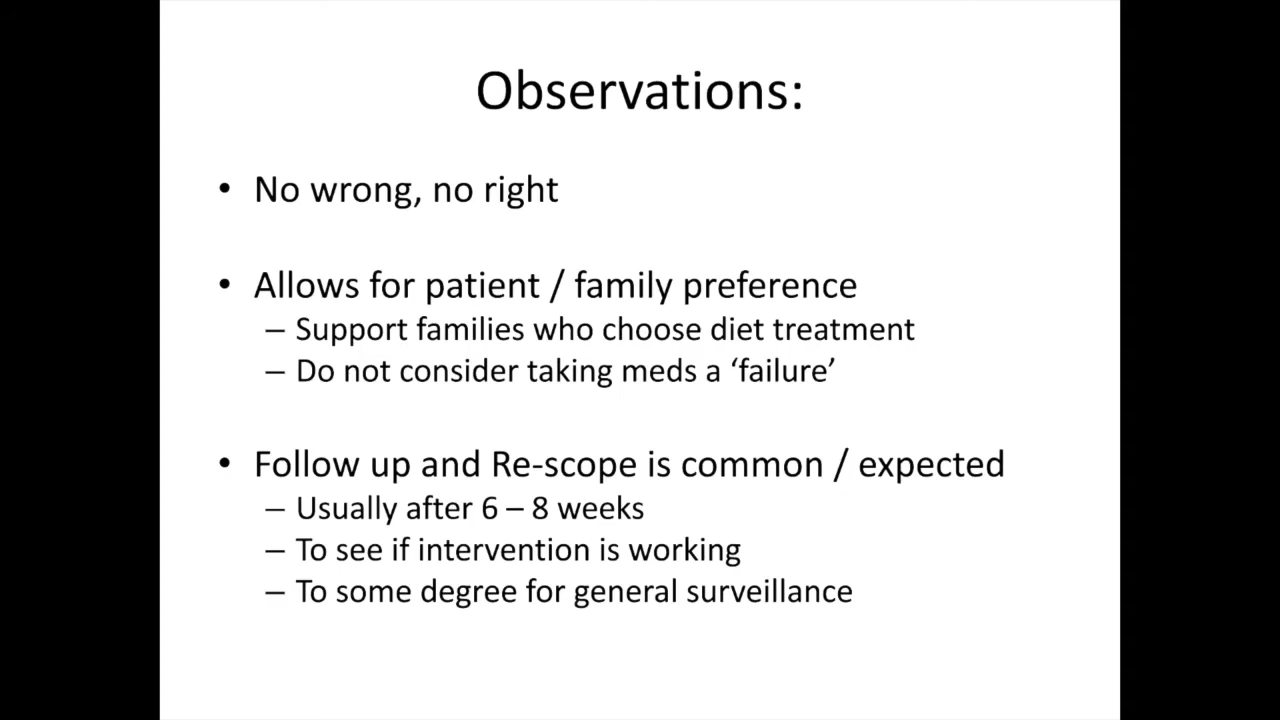 Observations:
• No wrong, no right
• Allows for patient / family preference
– Support families who choose diet treatment
– Do not consider taking meds a ‘failure’
• Follow up and Re-scope is common / expected
– Usually after 6 – 8 weeks
– To see if intervention is working
– To some degree for general surveillance